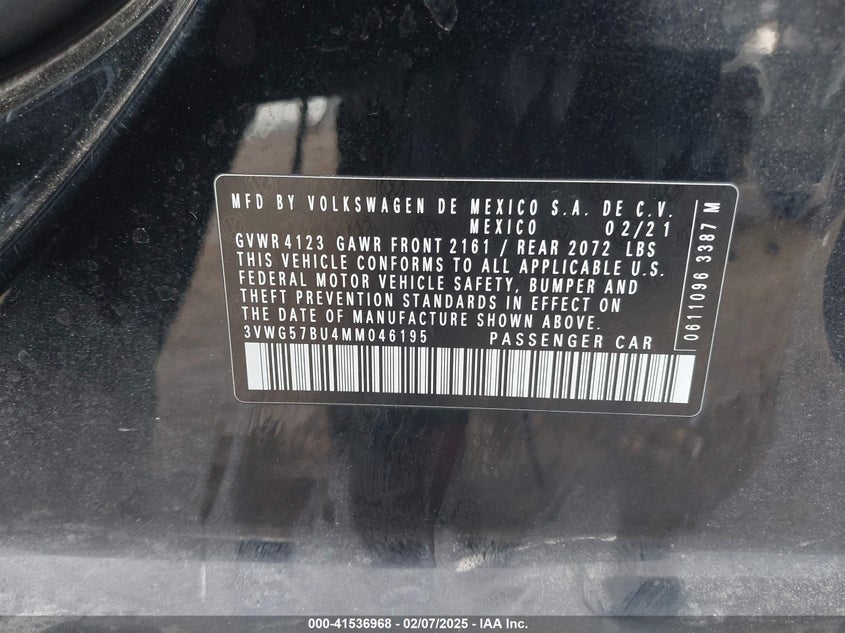 MFD BY VOLKSWAGEN DE MEXICO S.A. DE C.V.
MEXICO 02/21
GVWR 4123 GAWR FRONT 2161 / REAR 2072 LBS
THIS VEHICLE CONFORMS TO ALL APPLICABLE U.S.
FEDERAL MOTOR VEHICLE SAFETY, BUMPER AND
THEFT PREVENTION STANDARDS IN EFFECT ON
THE DATE OF MANUFACTURE SHOWN ABOVE.
3VWG57BU4MM046195 PASSENGER CAR
0611096 3387 M
000-41536968 - 02/07/2025 - IAA Inc.